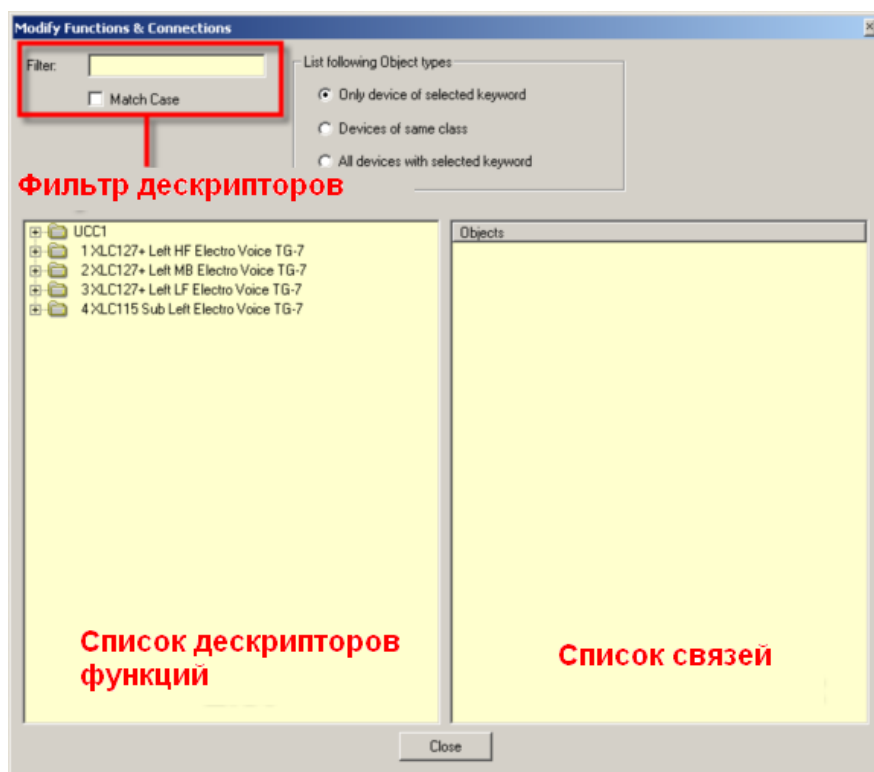 Modify Functions & Connections
Filter:
Match Case
List following Object types
Only device of selected keyword
Devices of same class
All devices with selected keyword
Фильтр дескрипторов
UCC1
1 XLC127+ Left HF Electro Voice TG-7
2 XLC127+ Left MB Electro Voice TG-7
3 XLC127+ Left LF Electro Voice TG-7
4 XLC115 Sub Left Electro Voice TG-7
Objects
Список дескрипторов
функций
Список связей
Close